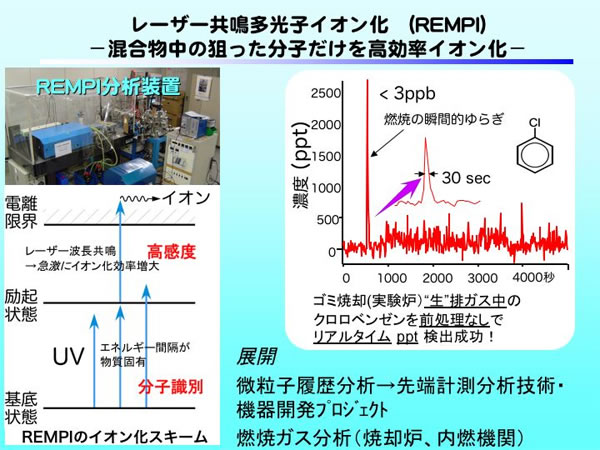 レーザー共鳴多光子イオン化 (REMPI)
－混合物中の狙った分子だけを高効率イオン化－
REMPI分析装置
電離
限界
イオン
レーザー波長共鳴
→急激にイオン化効率増大
高感度
励起
状態
UV
エネルギー間隔が
物質固有
分子識別
基底
状態
REMPIのイオン化スキーム
濃度 (ppt)
2500
2000
1500
1000
500
0
< 3ppb
燃焼の瞬間的ゆらぎ
30 sec
Cl
0 1000 2000 3000 4000秒
ゴミ焼却(実験炉)“生”排ガス中の
クロロベンゼンを前処理なしで
リアルタイム ppt 検出成功！
展開
微粒子履歴分析→先端計測分析技術・
機器開発ﾌﾟﾛｼﾞｪｸﾄ
燃焼ガス分析（焼却炉、内燃機関）